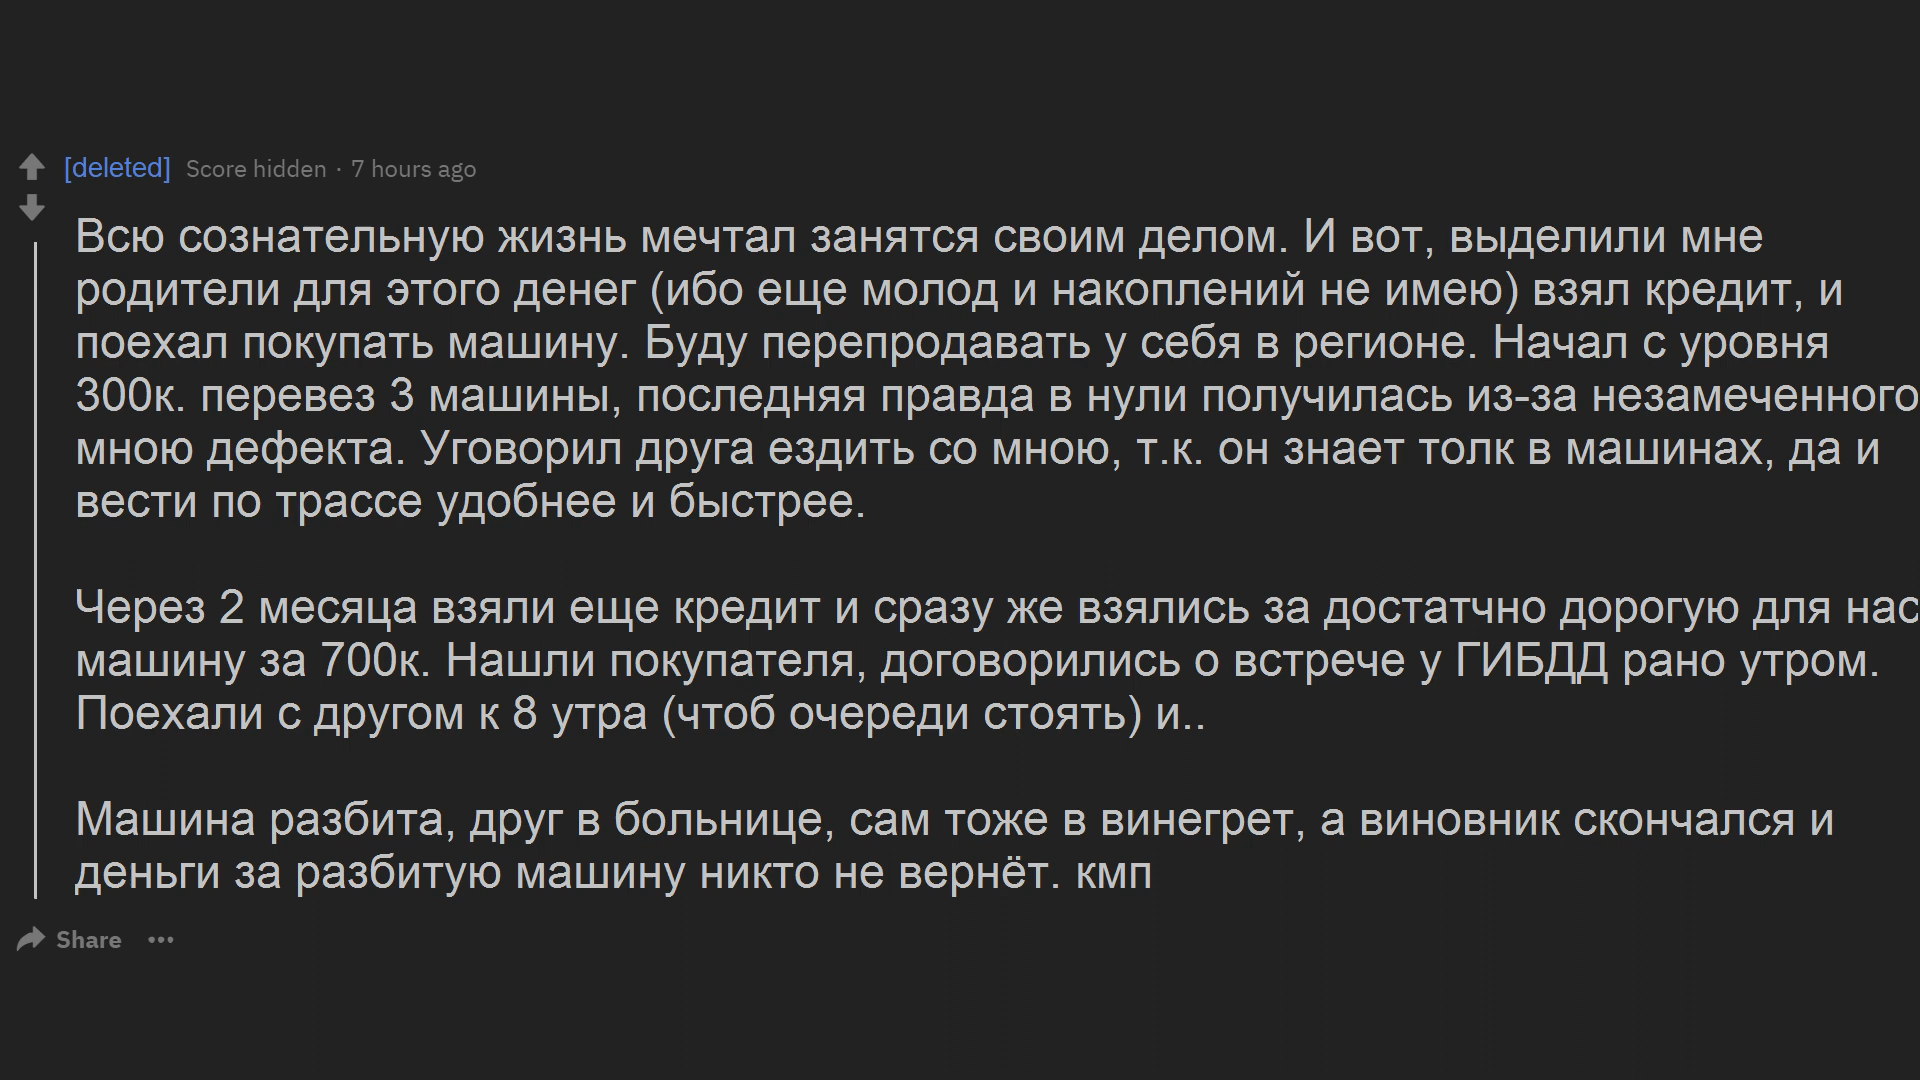 [deleted] Score hidden · 7 hours ago
Всю сознательную жизнь мечтал занятся своим делом. И вот, выделили мне
родители для этого денег (ибо еще молод и накоплений не имею) взял кредит, и
поехал покупать машину. Буду перепродавать у себя в регионе. Начал с уровня
300к. перевез 3 машины, последняя правда в нули получилась из-за незамеченного
мною дефекта. Уговорил друга ездить со мною, т.к. он знает толк в машинах, да и
вести по трассе удобнее и быстрее.
Через 2 месяца взяли еще кредит и сразу же взялись за достатчно дорогую для нас
машину за 700к. Нашли покупателя, договорились о встрече у ГИБДД рано утром.
Поехали с другом к 8 утра (чтоб очереди стоять) и..
Машина разбита, друг в больнице, сам тоже в винегрет, а виновник скончался и
деньги за разбитую машину никто не вернёт. кмп
Share ···